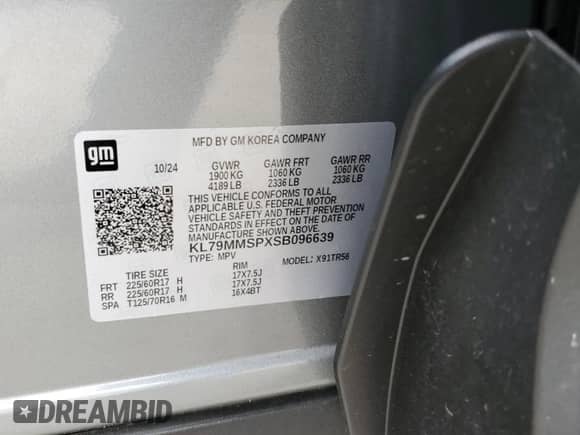 MFD BY GM KOREA COMPANY
gm
10/24 GVWR GAWR FRT GAWR RR
1900 KG 1060 KG 1060 KG
4189 LB 2336 LB 2336 LB
THIS VEHICLE CONFORMS TO ALL
APPLICABLE U.S. FEDERAL MOTOR
VEHICLE SAFETY AND THEFT PREVENTION
STANDARDS IN EFFECT ON THE DATE OF
MANUFACTURE SHOWN ABOVE.
KL79MMSPXSB096639
TYPE: MPV MODEL: X91TR56
TIRE SIZE RIM
FRT 225/60R17 H 17X7.5J
RR 225/60R17 H 17X7.5J
SPA T125/70R16 M 16X4BT
#DREAMBID